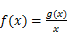 f(x) = g(x)/x